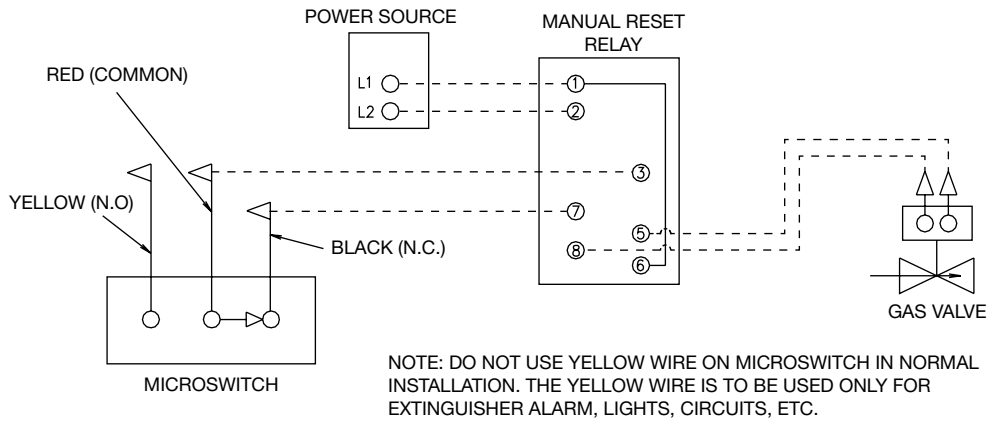 POWER SOURCE
MANUAL RESET
RELAY
RED (COMMON)
L1
L2
1
2
3
YELLOW (N.O)
7
5
BLACK (N.C.)
8
6
GAS VALVE
MICROSWITCH
NOTE: DO NOT USE YELLOW WIRE ON MICROSWITCH IN NORMAL
INSTALLATION. THE YELLOW WIRE IS TO BE USED ONLY FOR
EXTINGUISHER ALARM, LIGHTS, CIRCUITS, ETC.